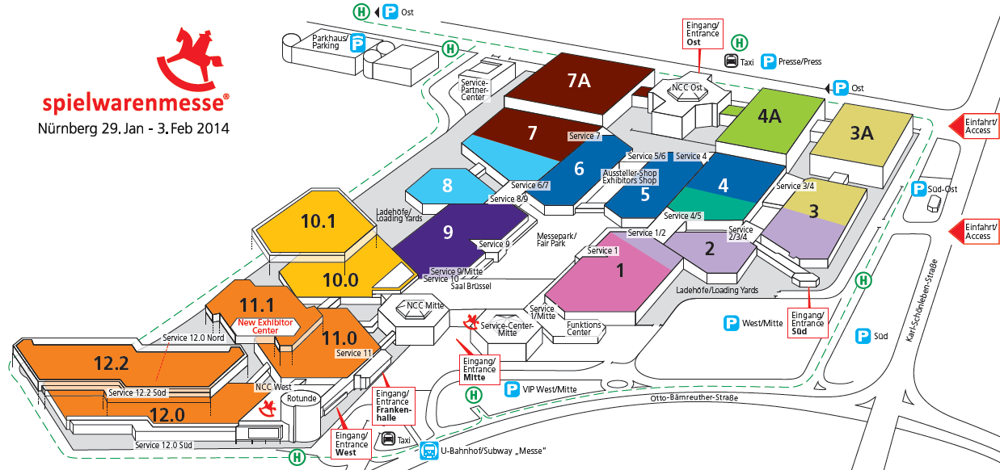 H
P Ost
Parkhaus/
Parking
P
H
Eingang/
Entrance
Ost
H
Taxi
P Presse/Press
spielwarenmesse®
Nürnberg 29. Jan - 3. Feb 2014
Service-
Partner-
Center
7A
NCC Ost
P Ost
4A
3A
Einfahrt/
Access
7
Service 7
6
Service 5/6
Service 4
Aussteller-Shop
Exhibitors Shop
5
4
Service 3/4
3
P Süd-Ost
8
Service 6/7
Service 8/9
Ladehöfe/
Loading Yards
Service 4/5
10.1
9
Service 9
Messepark/
Fair Park
Service 1/2
Service
2/3/4
2
Einfahrt/
Access
Service 1
1
10.0
Service 9/Mitte
Service 10
Saal Brüssel
Ladehöfe/Loading Yards
H
Karl-Schönleben-Straße
11.1
New Exhibitor
Center
NCC Mitte
Service
1/Mitte
Service-Center-
Mitte
Funktions
Center
P West/Mitte
Eingang/
Entrance
Süd
P Süd
Service 12.0 Nord
11.0
Service 11
12.2
Service 12.2 Süd
NCC West
Rotunde
Eingang/
Entrance
Mitte
Eingang/
Entrance
Franken-
halle
H
P VIP West/Mitte
Otto-Bärnreuther-Straße
12.0
Service 12.0 Süd
Eingang/
Entrance
West
Taxi
H
U-Bahnhof/Subway „Messe“